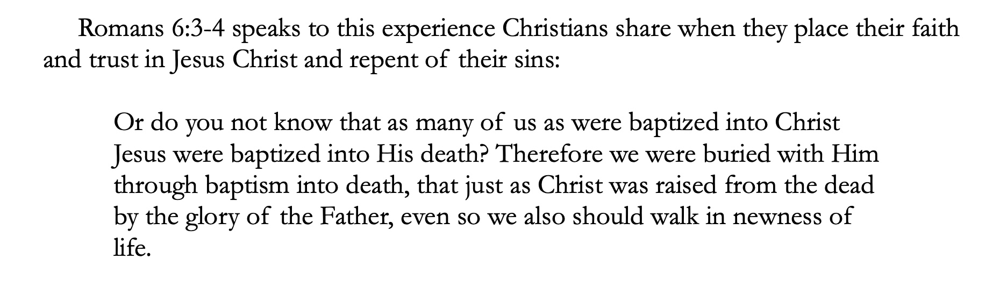 Romans 6:3-4 speaks to this experience Christians share when they place their faith
and trust in Jesus Christ and repent of their sins:
Or do you not know that as many of us as were baptized into Christ
Jesus were baptized into His death? Therefore we were buried with Him
through baptism into death, that just as Christ was raised from the dead
by the glory of the Father, even so we also should walk in newness of
life.